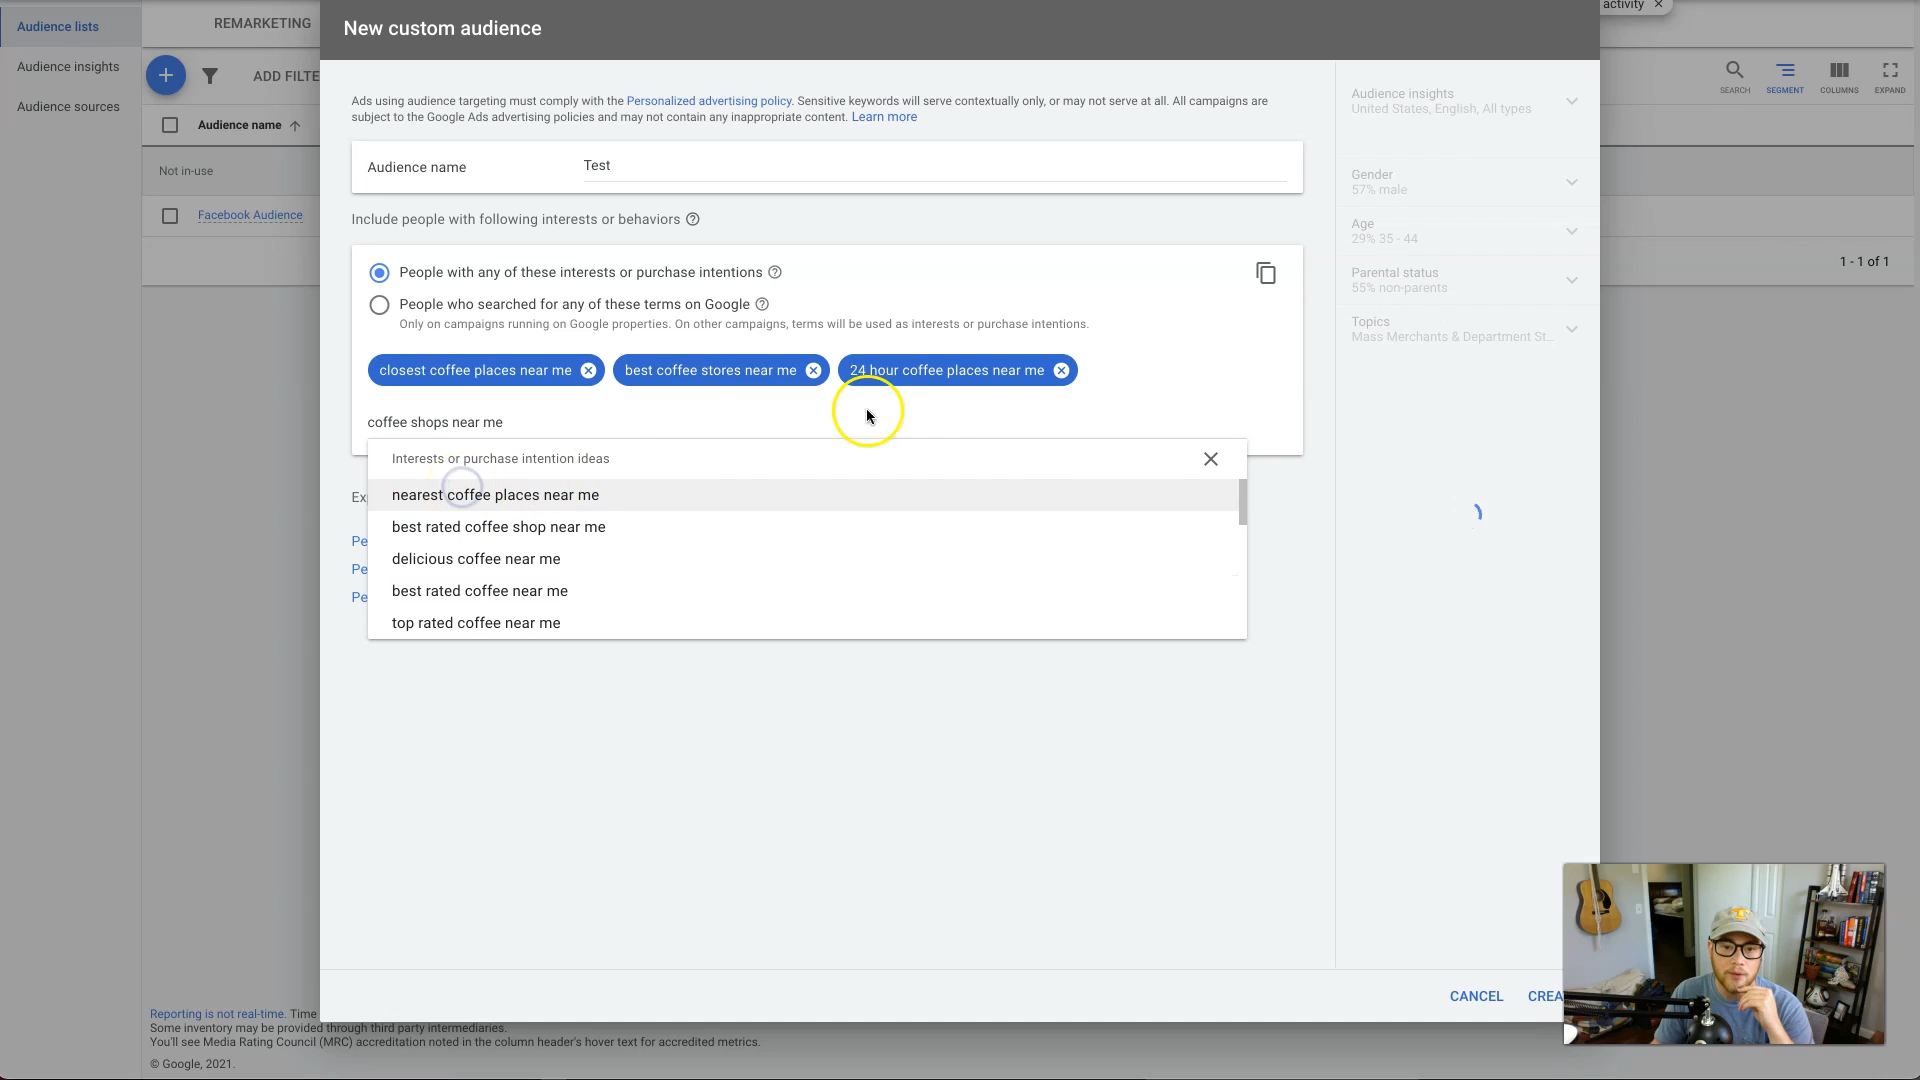 activity
Audience lists
REMARKETING
New custom audience
Audience insights
Audience sources
ADD FILTE
SEARCH
SEGMENT
COLUMNS
EXPAND
Audience name
Not in-use
Facebook Audience
1 - 1 of 1
Ads using audience targeting must comply with the Personalized advertising policy. Sensitive keywords will serve contextually only, or may not serve at all. All campaigns are
subject to the Google Ads advertising policies and may not contain any inappropriate content. Learn more
Audience name
Test
Include people with following interests or behaviors
People with any of these interests or purchase intentions
People who searched for any of these terms on Google
Only on campaigns running on Google properties. On other campaigns, terms will be used as interests or purchase intentions.
closest coffee places near me
best coffee stores near me
24 hour coffee places near me
coffee shops near me
Interests or purchase intention ideas
nearest coffee places near me
best rated coffee shop near me
delicious coffee near me
best rated coffee near me
top rated coffee near me
Ex
Pe
Pe
Pe
Audience insights
United States, English, All types
Gender
57% male
Age
29% 35 - 44
Parental status
55% non-parents
Topics
Mass Merchants & Department St...
CANCEL
CREA
Reporting is not real-time. Time
Some inventory may be provided through third party intermediaries.
You'll see Media Rating Council (MRC) accreditation noted in the column header's hover text for accredited metrics.
© Google, 2021.